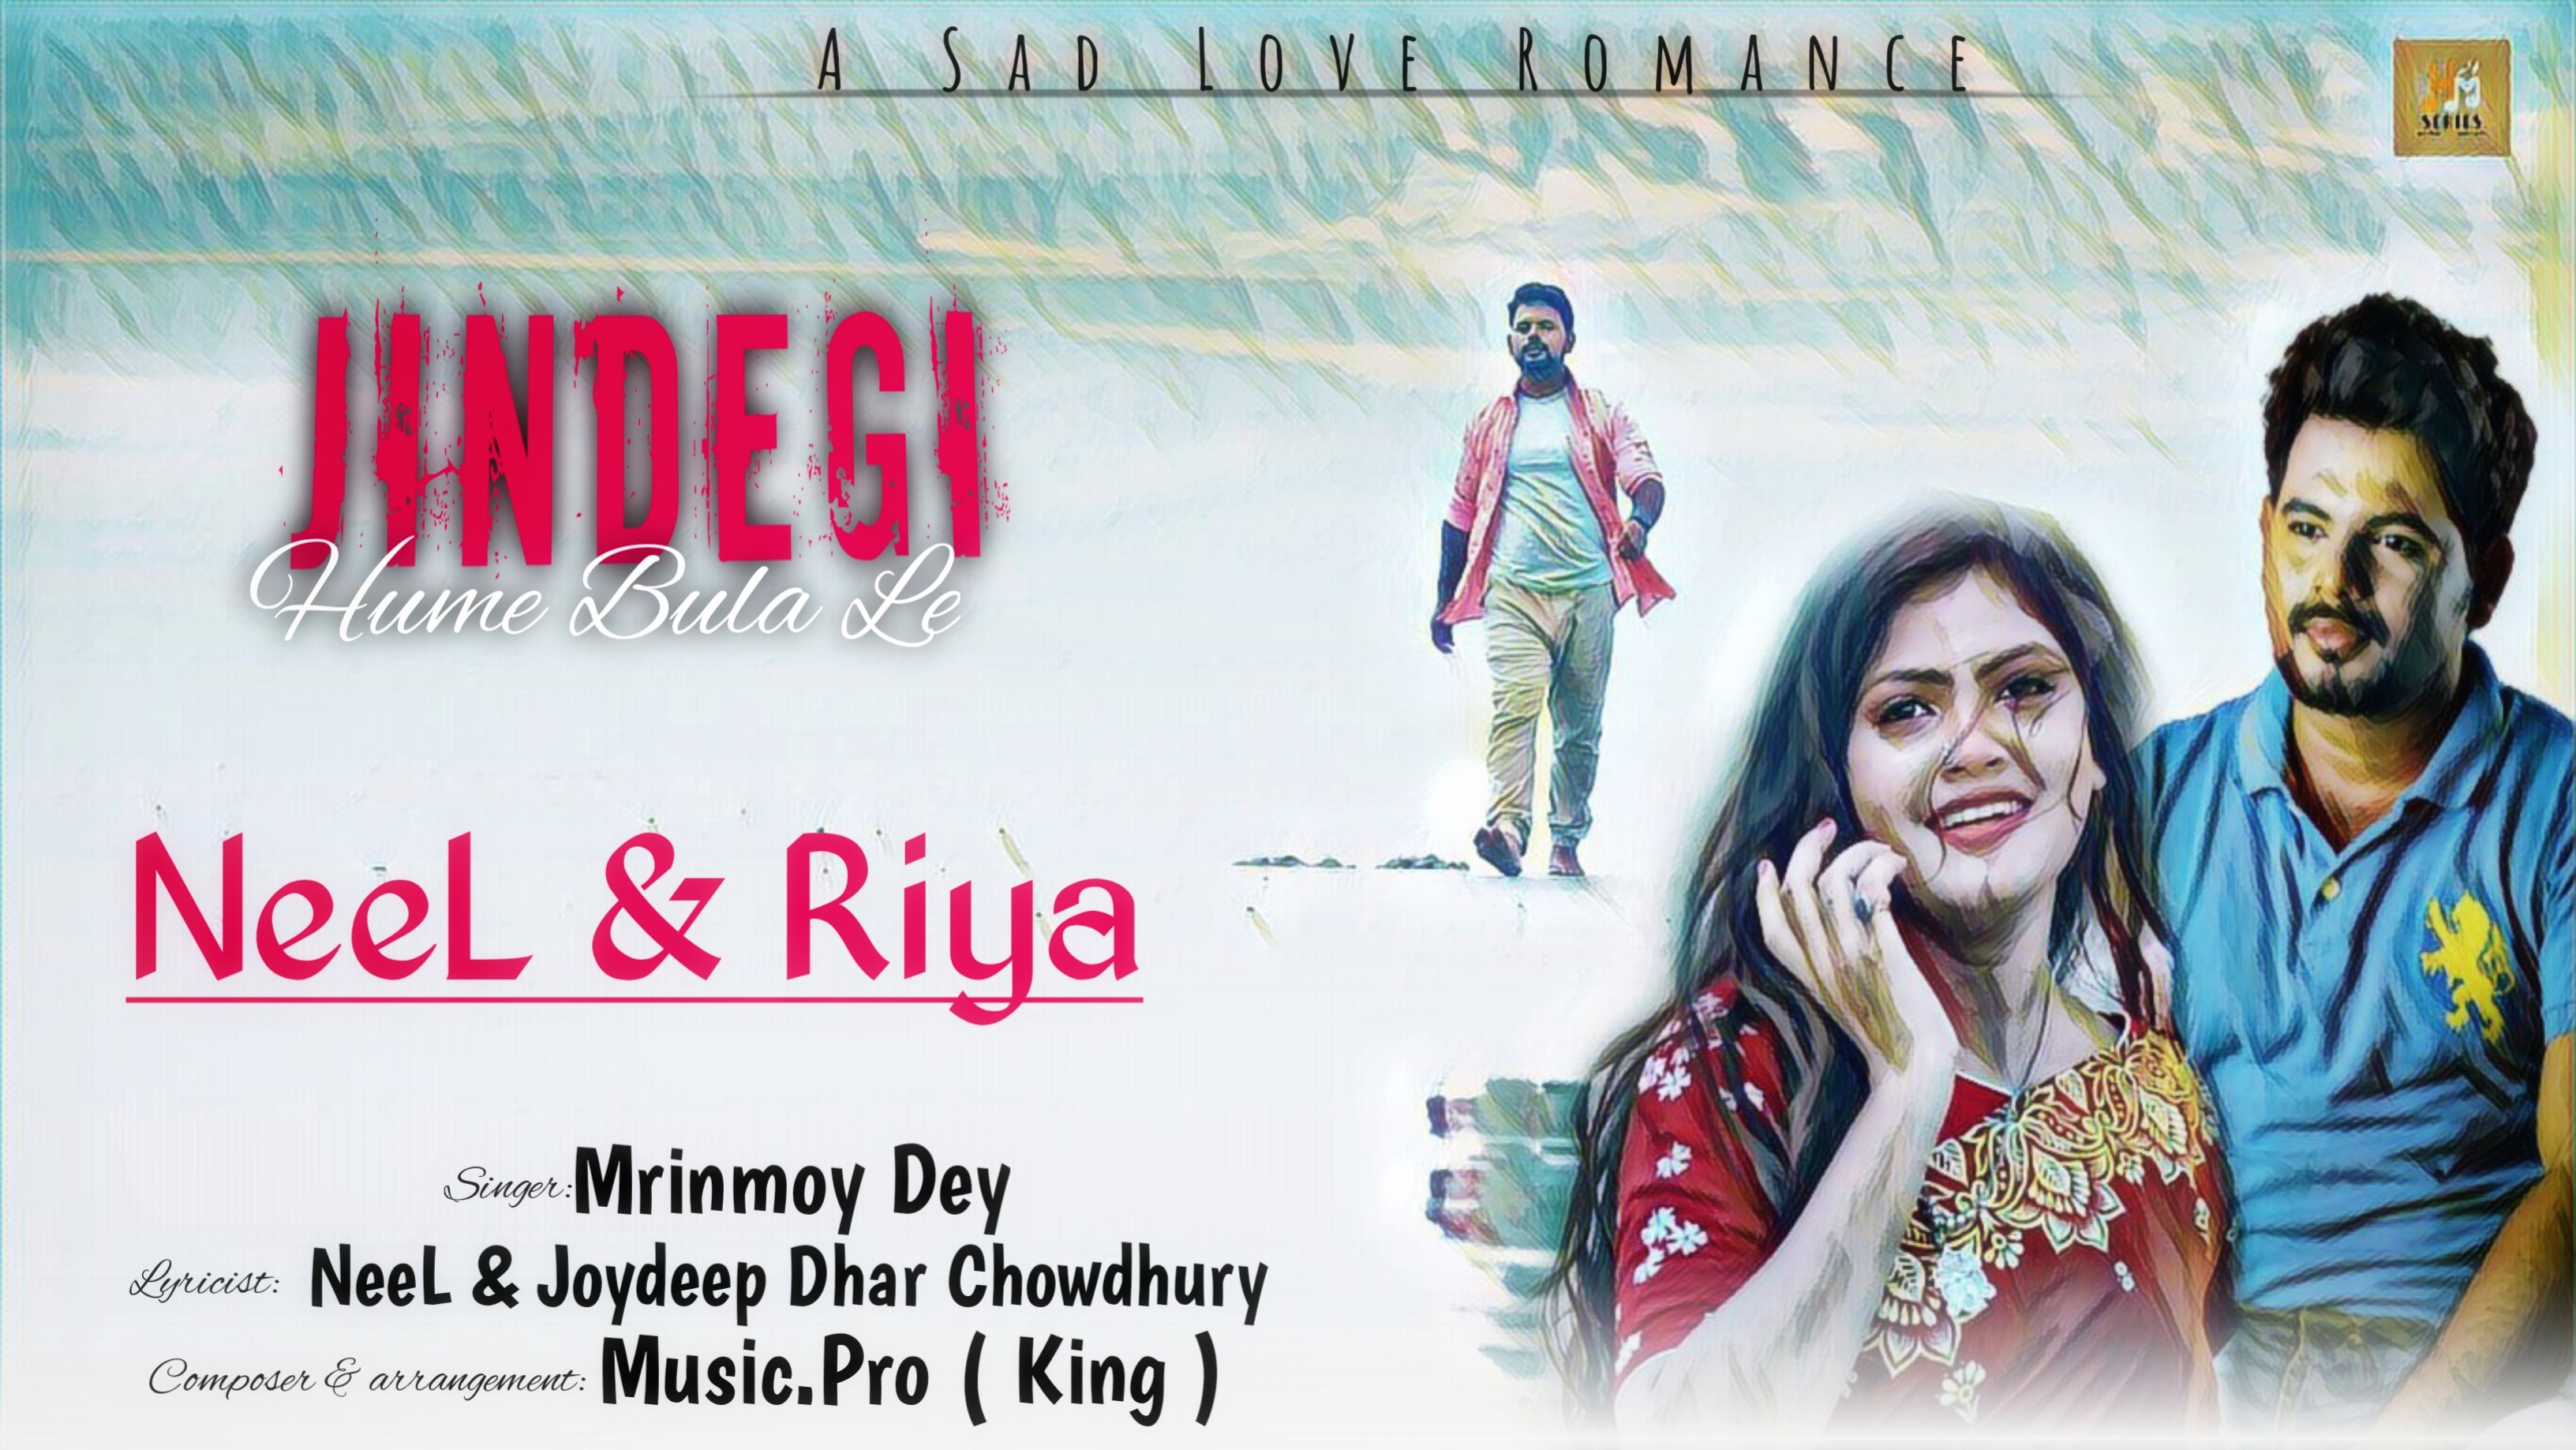 A Sad Love Romance
SERIES
JINDEGI
Hume Bula Le
NeeL & Riya
Singer: Mrinmoy Dey
Lyricist: NeeL & Joydeep Dhar Chowdhury
Composer & arrangement: Music.Pro ( King )